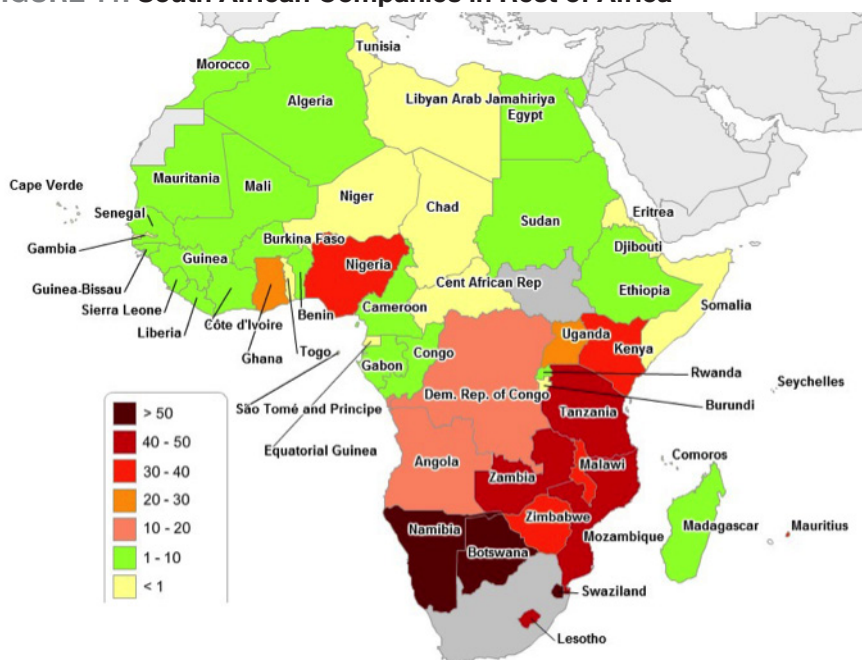 South African Companies in Rest of Africa
Tunisia
Morocco
Algeria
Libyan Arab Jamahiriya
Egypt
Mauritania
Mali
Niger
Chad
Sudan
Eritrea
Cape Verde
Senegal
Gambia
Guinea
Burkina Faso
Nigeria
Djibouti
Guinea-Bissau
Sierra Leone
Liberia
Côte d'Ivoire
Ghana
Togo
Benin
Cameroon
Cent African Rep
Ethiopia
Somalia
Uganda
Kenya
Gabon
Congo
Dem. Rep. of Congo
Rwanda
Burundi
Seychelles
São Tomé and Principe
Equatorial Guinea
Tanzania
Angola
Zambia
Malawi
Comoros
Zimbabwe
Mozambique
Madagascar
Mauritius
Namibia
Botswana
Swaziland
Lesotho
> 50
40 - 50
30 - 40
20 - 30
10 - 20
1 - 10
< 1